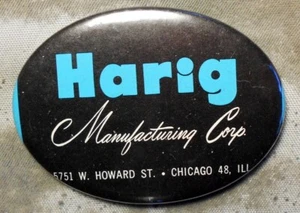 Harig
Manufacturing Corp.
5751 W. HOWARD ST. • CHICAGO 48, ILL